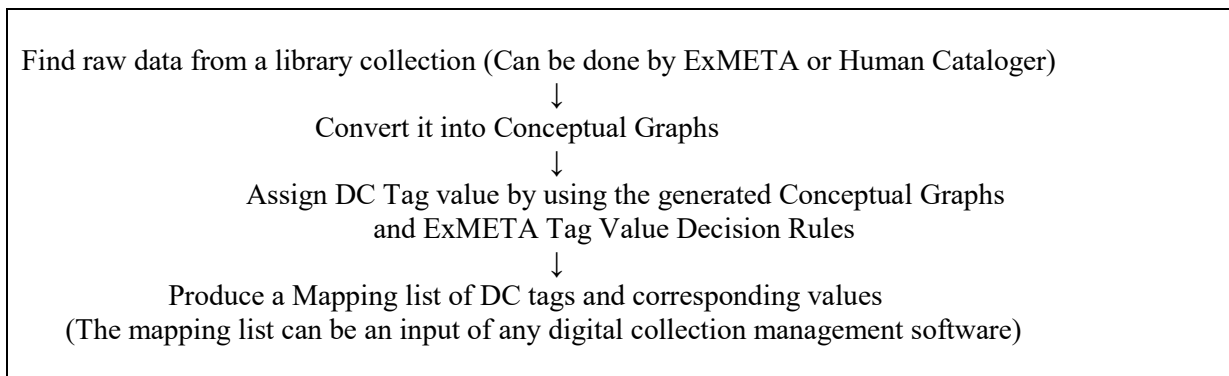 Find raw data from a library collection (Can be done by ExMETA or Human Cataloger)
↓
Convert it into Conceptual Graphs
↓
Assign DC Tag value by using the generated Conceptual Graphs
and ExMETA Tag Value Decision Rules
↓
Produce a Mapping list of DC tags and corresponding values
(The mapping list can be an input of any digital collection management software)